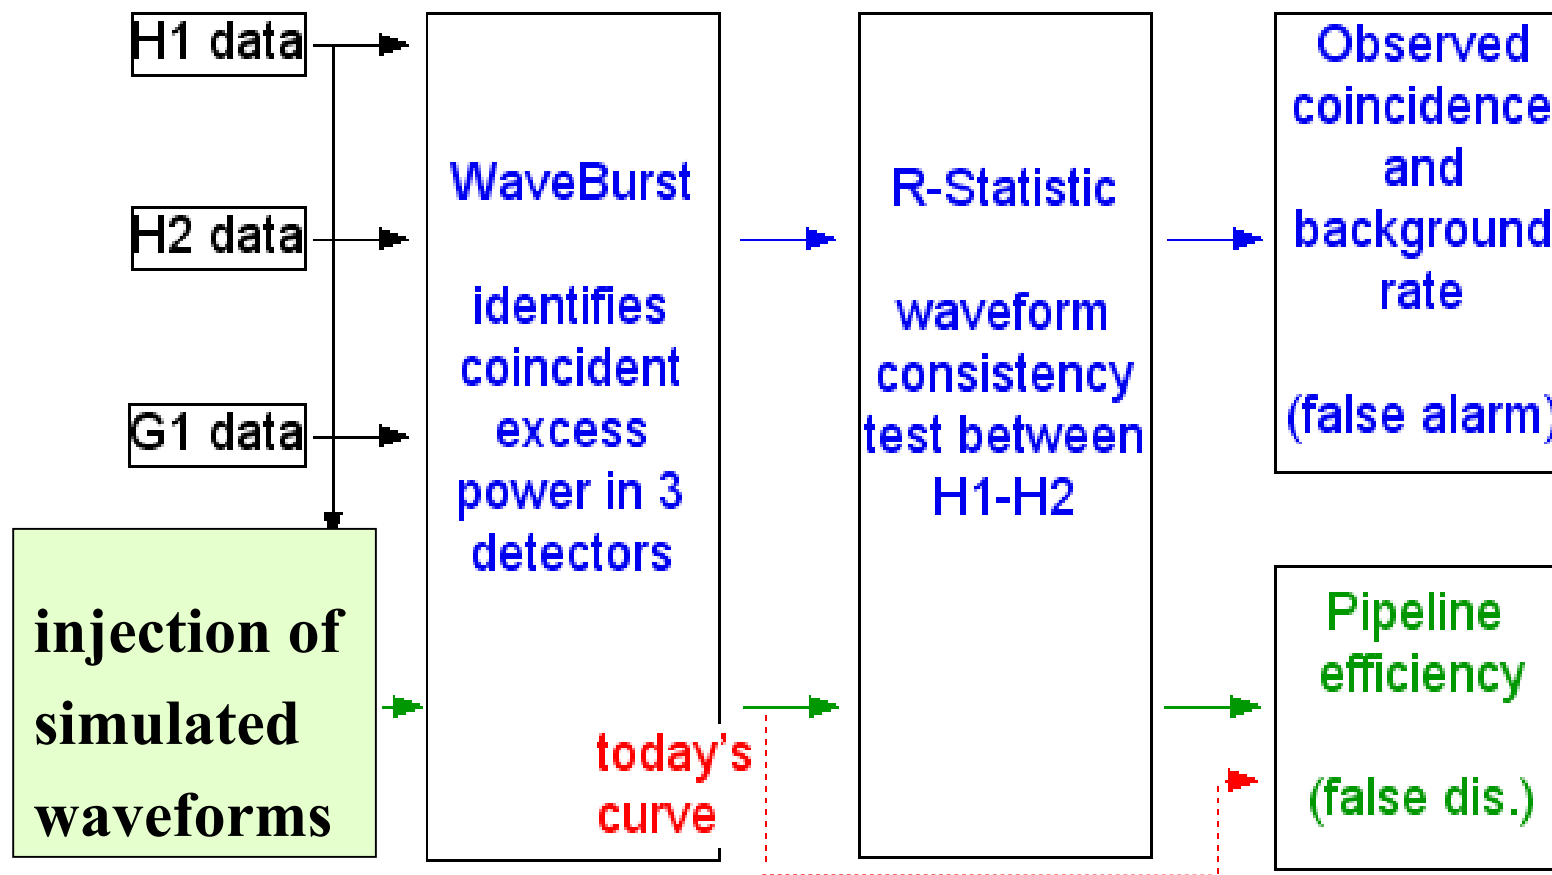 H1 data
H2 data
G1 data
injection of
simulated
waveforms
WaveBurst
identifies
coincident
excess
power in 3
detectors
today's
curve
R-Statistic
waveform
consistency
test between
H1-H2
Observed
coincidence
and
background
rate
(false alarm)
Pipeline
efficiency
(false dis.)